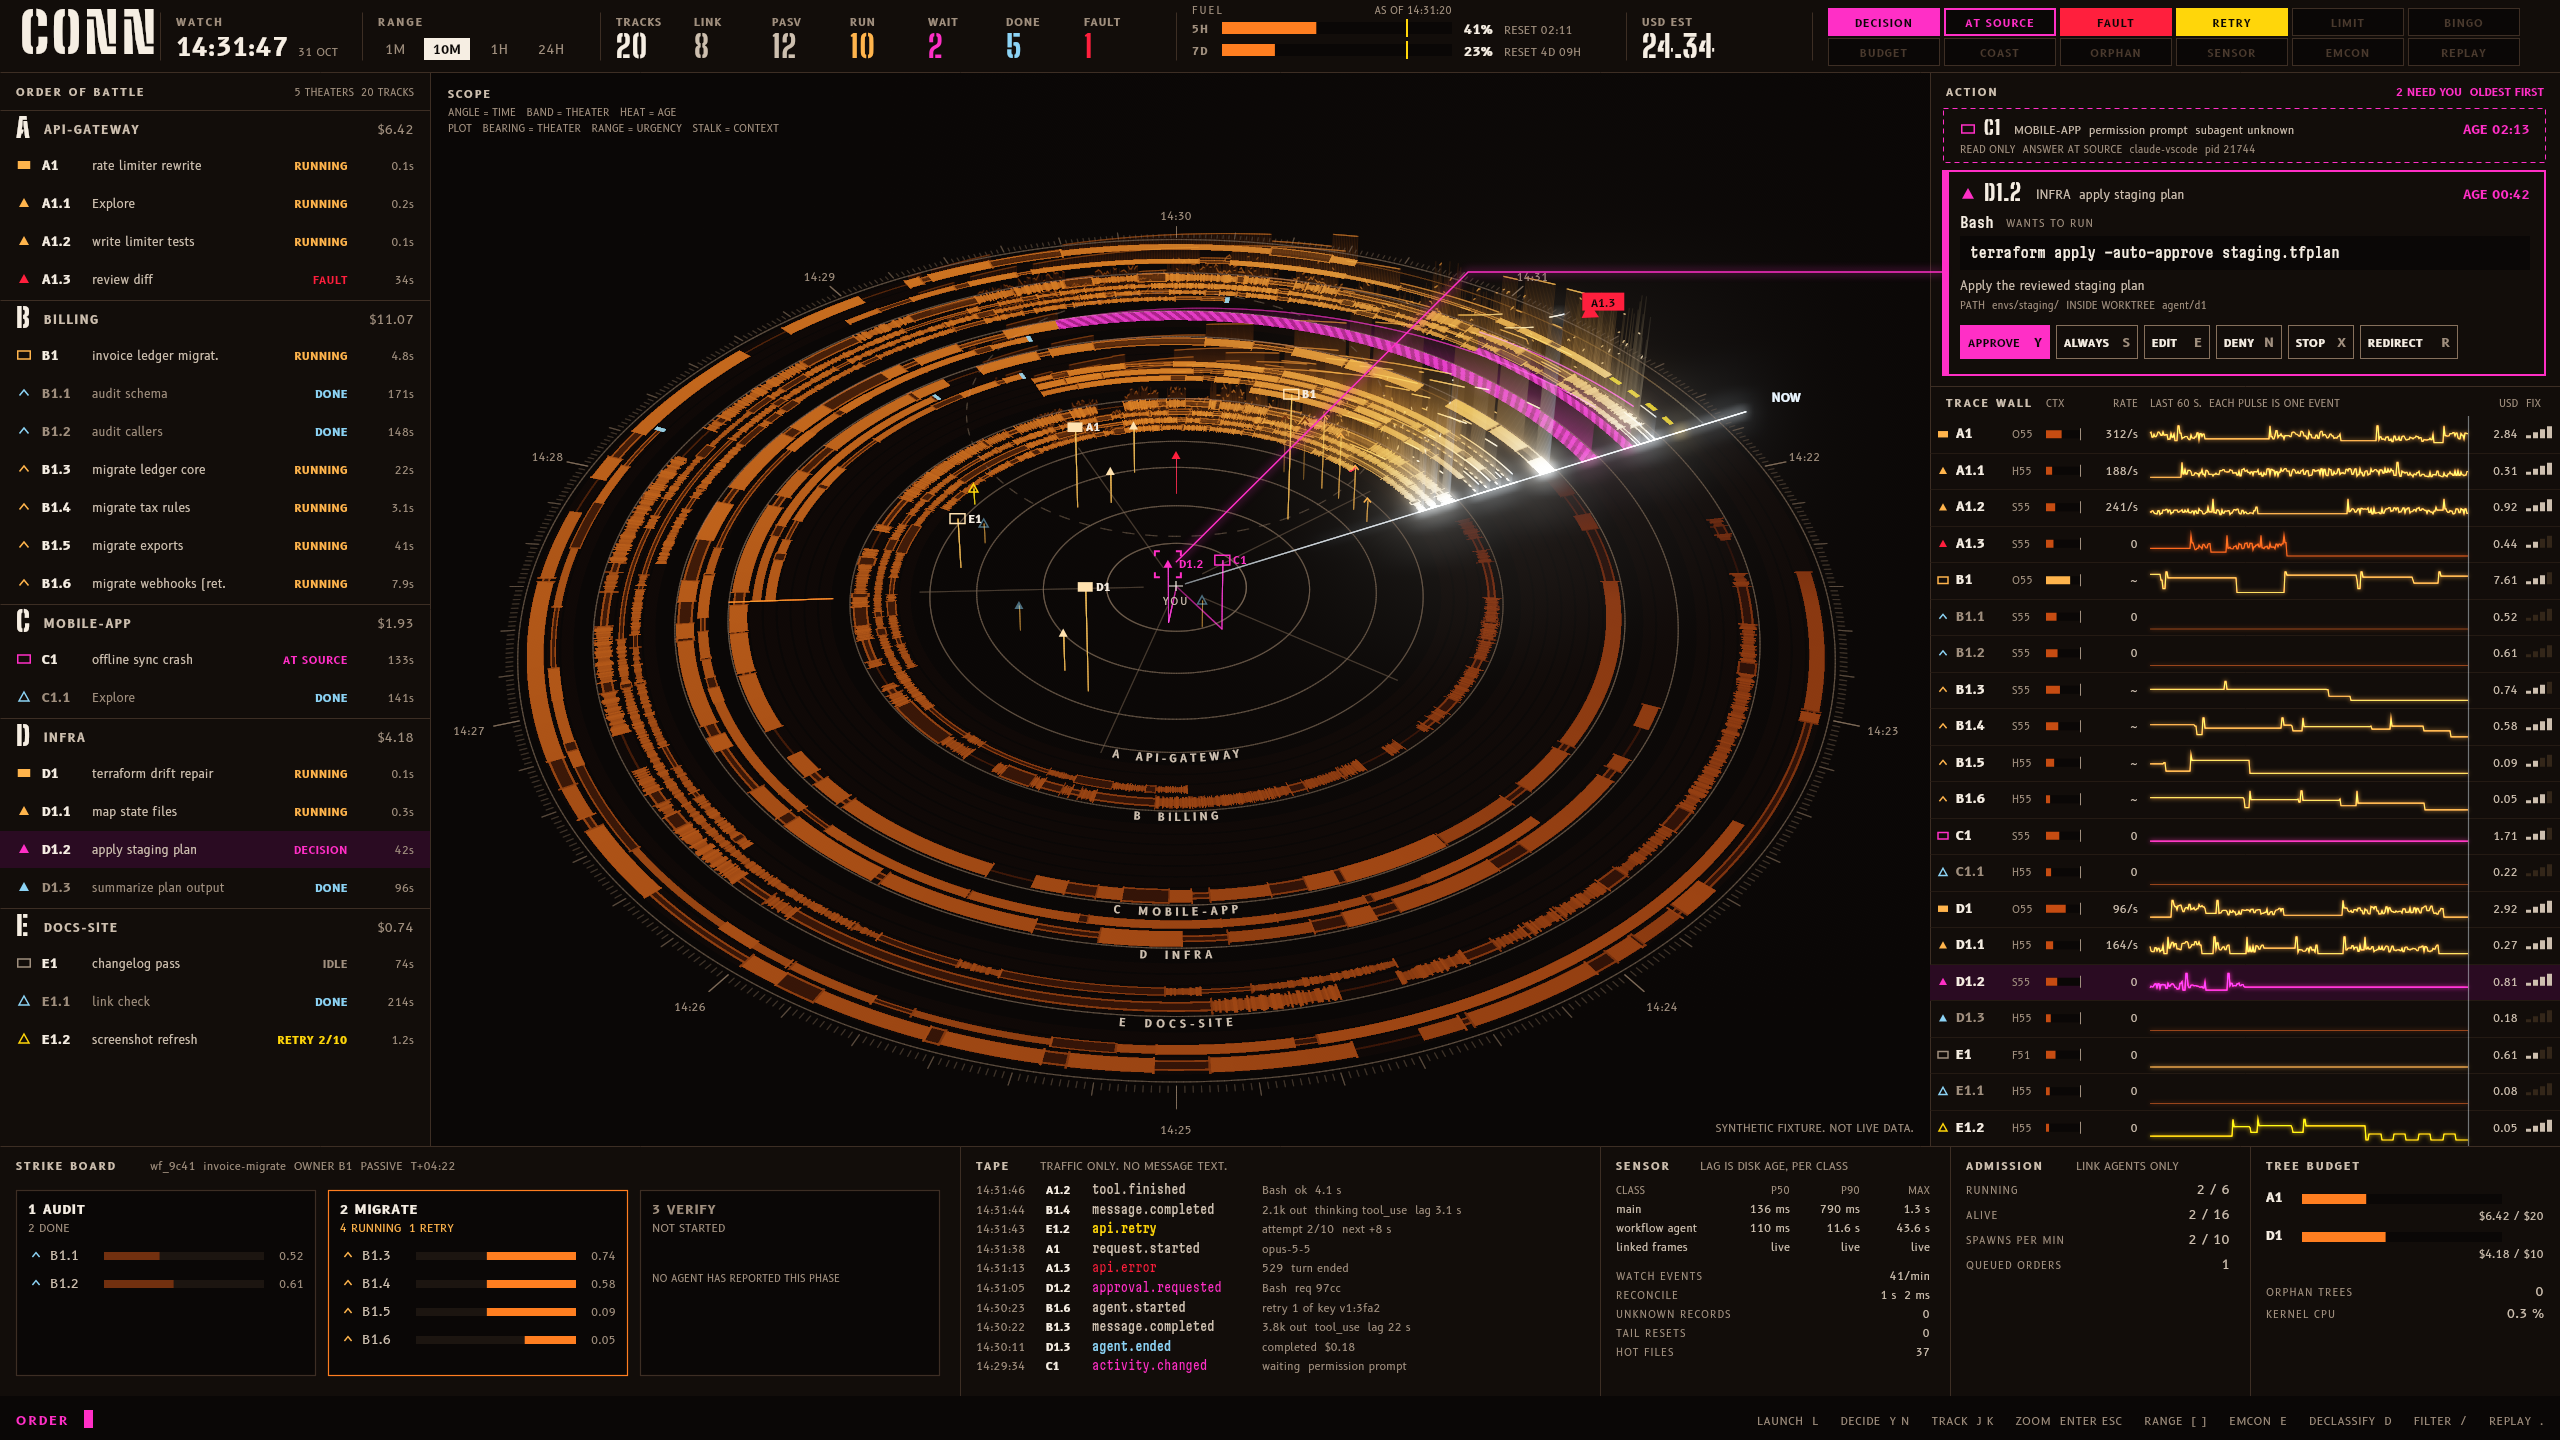 CONN
WATCH
14:31:47 31 OCT
RANGE
1M 10M 1H 24H
TRACKS LINK PASV RUN WAIT DONE FAULT
20 8 12 10 2 5 1
FUEL AS OF 14:31:20
5H 41% RESET 02:11
7D 23% RESET 4D 09H
USD EST
24.34
DECISION AT SOURCE FAULT RETRY LIMIT BINGO
BUDGET COAST ORPHAN SENSOR EMCON REPLAY
ORDER OF BATTLE 5 THEATERS 20 TRACKS
A API-GATEWAY $6.42
A1 rate limiter rewrite RUNNING 0.1s
A1.1 Explore RUNNING 0.2s
A1.2 write limiter tests RUNNING 0.1s
A1.3 review diff FAULT 34s
B BILLING $11.07
B1 invoice ledger migrat. RUNNING 4.8s
B1.1 audit schema DONE 171s
B1.2 audit callers DONE 148s
B1.3 migrate ledger core RUNNING 22s
B1.4 migrate tax rules RUNNING 3.1s
B1.5 migrate exports RUNNING 41s
B1.6 migrate webhooks [ret. RUNNING 7.9s
C MOBILE-APP $1.93
C1 offline sync crash AT SOURCE 133s
C1.1 Explore DONE 141s
D INFRA $4.18
D1 terraform drift repair RUNNING 0.1s
D1.1 map state files RUNNING 0.3s
D1.2 apply staging plan DECISION 42s
D1.3 summarize plan output DONE 96s
E DOCS-SITE $0.74
E1 changelog pass IDLE 74s
E1.1 link check DONE 214s
E1.2 screenshot refresh RETRY 2/10 1.2s
SCOPE
ANGLE = TIME BAND = THEATER HEAT = AGE
PLOT BEARING = THEATER RANGE = URGENCY STALK = CONTEXT
14:30
14:29
14:31
A1.3
NOW
B1
A1
14:28
14:22
E1
D1.2
C1
D1
YOU
14:27
14:23
A API-GATEWAY
B BILLING
C MOBILE-APP
D INFRA
14:26
14:24
E DOCS-SITE
14:25
SYNTHETIC FIXTURE. NOT LIVE DATA.
ACTION 2 NEED YOU OLDEST FIRST
C1 MOBILE-APP permission prompt subagent unknown AGE 02:13
READ ONLY ANSWER AT SOURCE claude-vscode pid 21744
D1.2 INFRA apply staging plan AGE 00:42
Bash WANTS TO RUN
terraform apply -auto-approve staging.tfplan
Apply the reviewed staging plan
PATH envs/staging/ INSIDE WORKTREE agent/d1
APPROVE Y ALWAYS S EDIT E DENY N STOP X REDIRECT R
TRACE WALL CTX RATE LAST 60 S. EACH PULSE IS ONE EVENT USD FIX
A1 O55 312/s 2.84
A1.1 H55 188/s 0.31
A1.2 S55 241/s 0.92
A1.3 S55 0 0.44
B1 O55 ~ 7.61
B1.1 S55 0 0.52
B1.2 S55 0 0.61
B1.3 S55 ~ 0.74
B1.4 S55 ~ 0.58
B1.5 H55 ~ 0.09
B1.6 H55 ~ 0.05
C1 S55 0 1.71
C1.1 H55 0 0.22
D1 O55 96/s 2.92
D1.1 H55 164/s 0.27
D1.2 S55 0 0.81
D1.3 H55 0 0.18
E1 F51 0 0.61
E1.1 H55 0 0.08
E1.2 H55 0 0.05
STRIKE BOARD wf_9c41 invoice-migrate OWNER B1 PASSIVE T+04:22
1 AUDIT
2 DONE
B1.1 0.52
B1.2 0.61
2 MIGRATE
4 RUNNING 1 RETRY
B1.3 0.74
B1.4 0.58
B1.5 0.09
B1.6 0.05
3 VERIFY
NOT STARTED
NO AGENT HAS REPORTED THIS PHASE
TAPE TRAFFIC ONLY. NO MESSAGE TEXT.
14:31:46 A1.2 tool.finished Bash ok 4.1 s
14:31:44 B1.4 message.completed 2.1k out thinking tool_use lag 3.1 s
14:31:43 E1.2 api.retry attempt 2/10 next +8 s
14:31:38 A1 request.started opus-5-5
14:31:13 A1.3 api.error 529 turn ended
14:31:05 D1.2 approval.requested Bash req 97cc
14:30:23 B1.6 agent.started retry 1 of key v1:3fa2
14:30:22 B1.3 message.completed 3.8k out tool_use lag 22 s
14:30:11 D1.3 agent.ended completed $0.18
14:29:34 C1 activity.changed waiting permission prompt
SENSOR LAG IS DISK AGE, PER CLASS
CLASS P50 P90 MAX
main 136 ms 790 ms 1.3 s
workflow agent 110 ms 11.6 s 43.6 s
linked frames live live live
WATCH EVENTS 41/min
RECONCILE 1 s 2 ms
UNKNOWN RECORDS 0
TAIL RESETS 0
HOT FILES 37
ADMISSION LINK AGENTS ONLY
RUNNING 2 / 6
ALIVE 2 / 16
SPAWNS PER MIN 2 / 10
QUEUED ORDERS 1
TREE BUDGET
A1
$6.42 / $20
D1
$4.18 / $10
ORPHAN TREES 0
KERNEL CPU 0.3 %
ORDER
LAUNCH L DECIDE Y N TRACK J K ZOOM ENTER ESC RANGE [ ] EMCON E DECLASSIFY D FILTER / REPLAY .